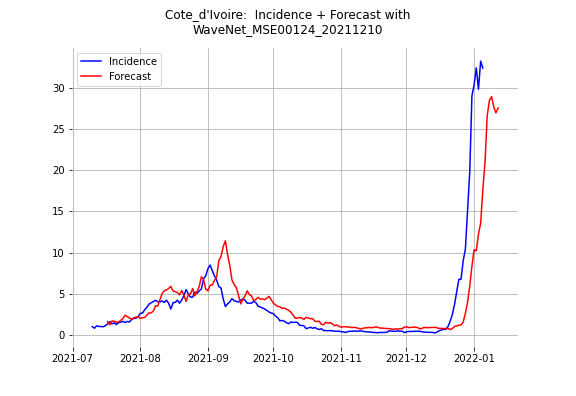 Cote_d'Ivoire:  Incidence + Forecast with
WaveNet_MSE00124_20211210
Incidence
Forecast
30
25
20
15
10
5
0
2021-07 2021-08 2021-09 2021-10 2021-11 2021-12 2022-01